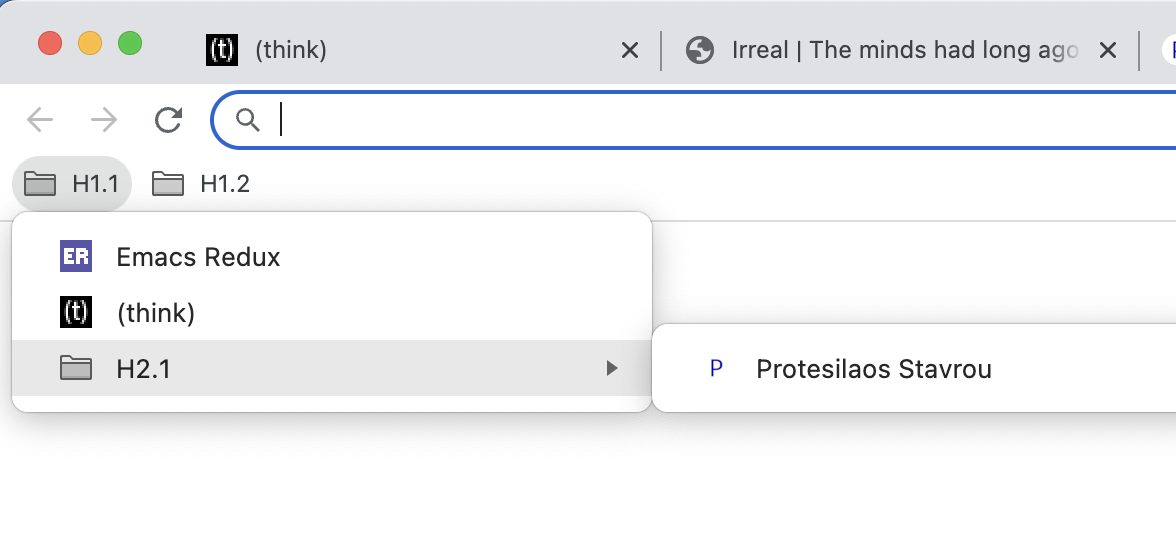 (t) (think)
Irreal | The minds had long ago
H1.1 H1.2
ER Emacs Redux
(t) (think)
H2.1
P Protesilaos Stavrou